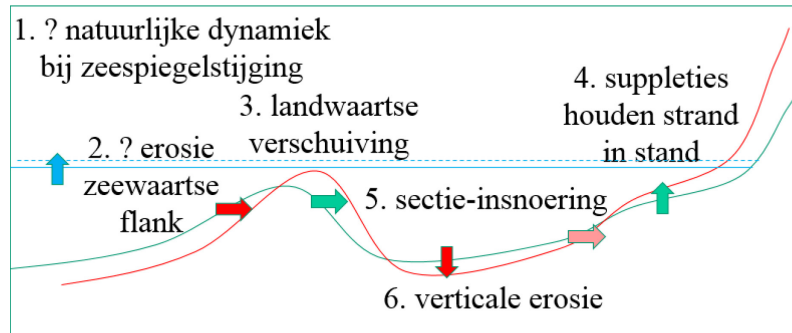 1. ? natuurlijke dynamiek
bij zeespiegelstijging
2. ? erosie
zeewaartse
flank
3. landwaartse
verschuiving
4. suppleties
houden strand
in stand
5. sectie-insnoering
6. verticale erosie